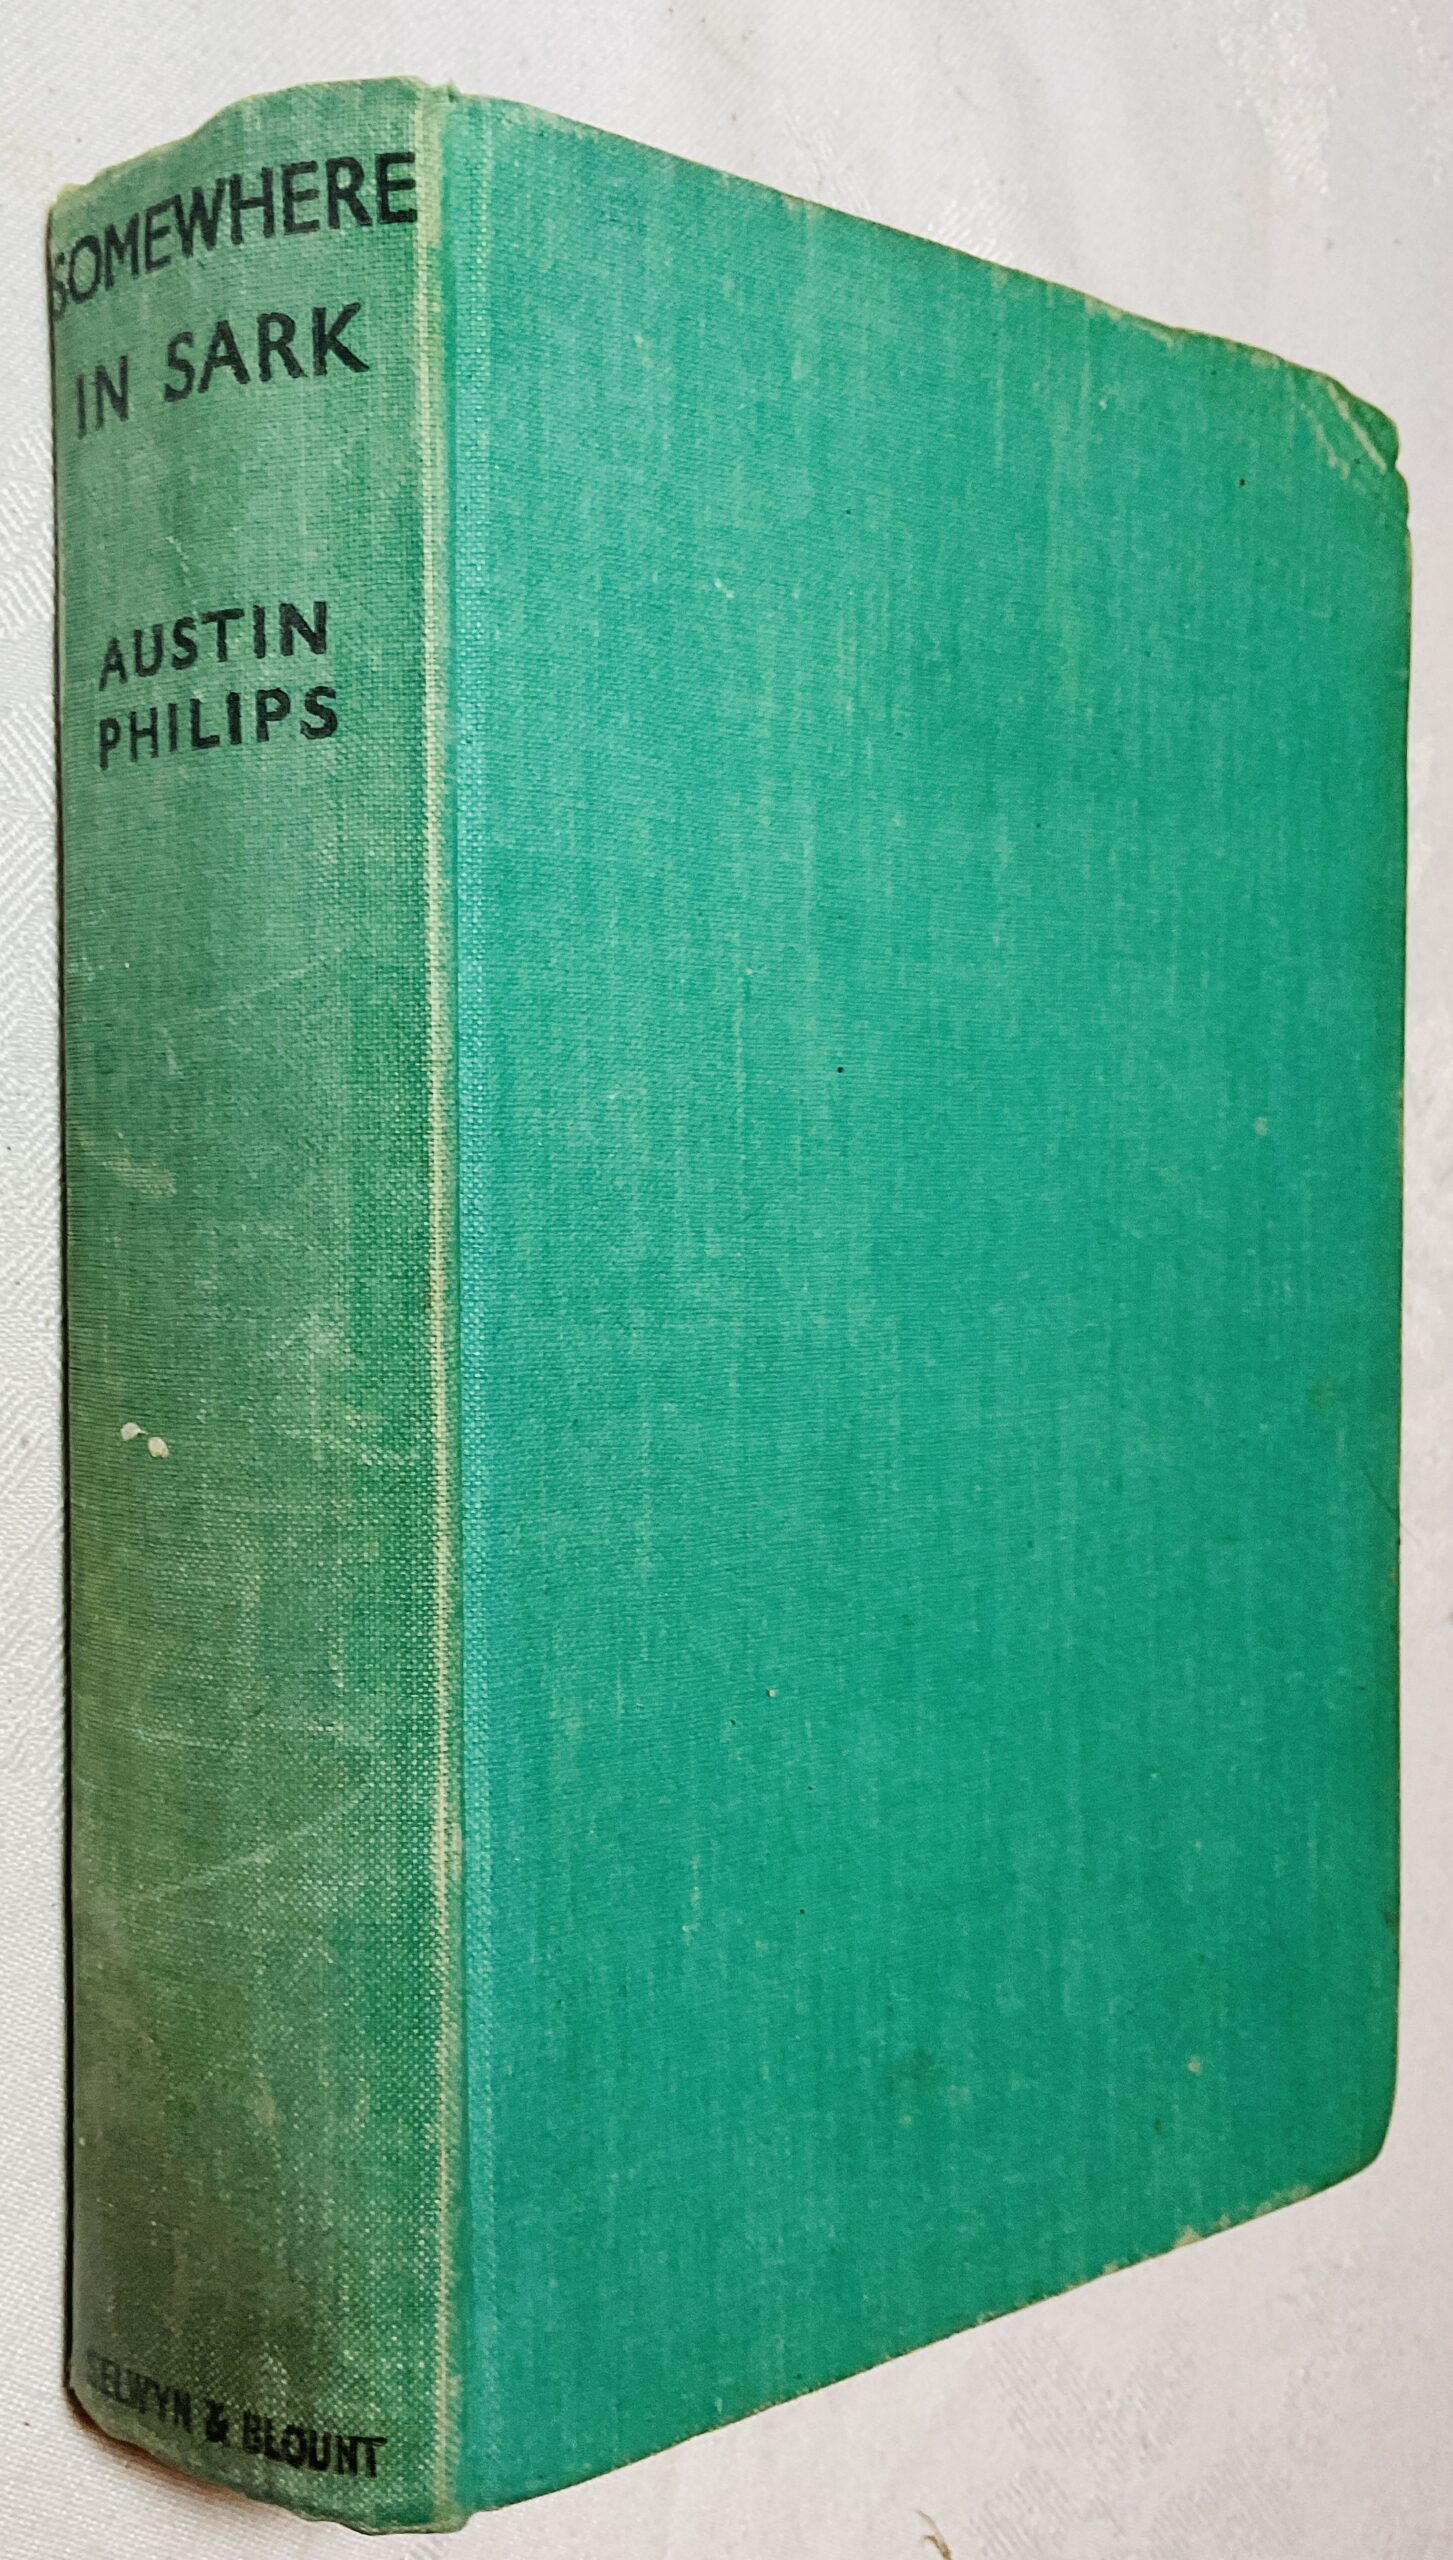 SOMEWHERE
IN SARK
AUSTIN
PHILIPS
SELWYN & BLOUNT